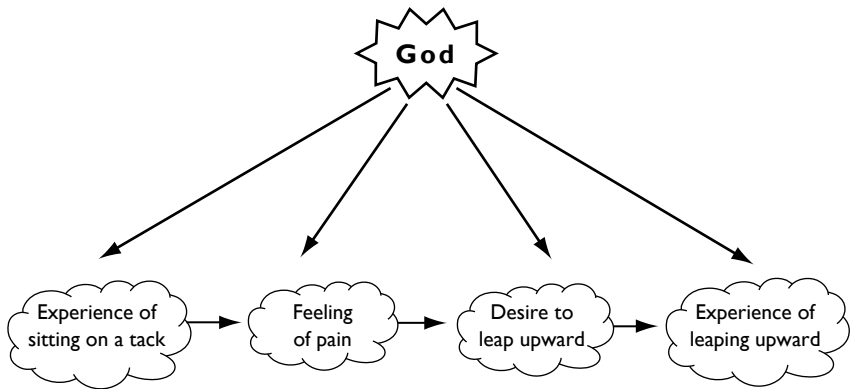 God
Experience of
sitting on a tack
Feeling
of pain
Desire to
leap upward
Experience of
leaping upward